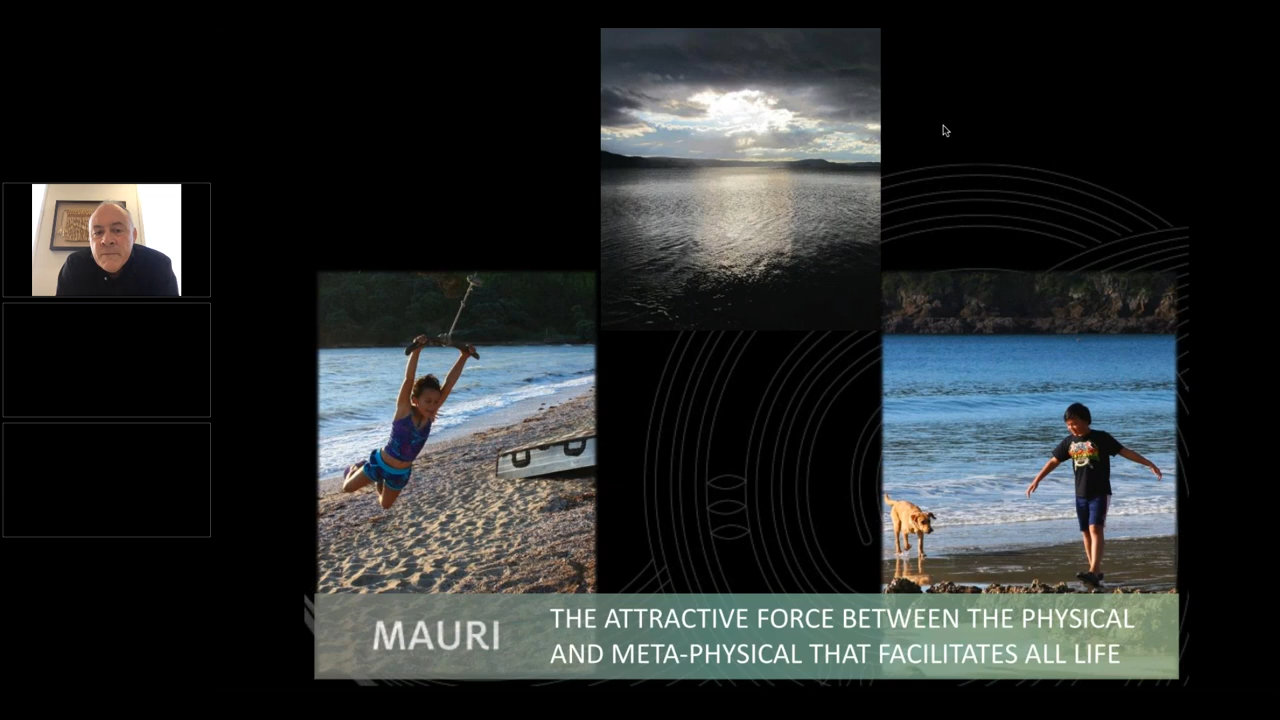 MAURI
THE ATTRACTIVE FORCE BETWEEN THE PHYSICAL
AND META-PHYSICAL THAT FACILITATES ALL LIFE